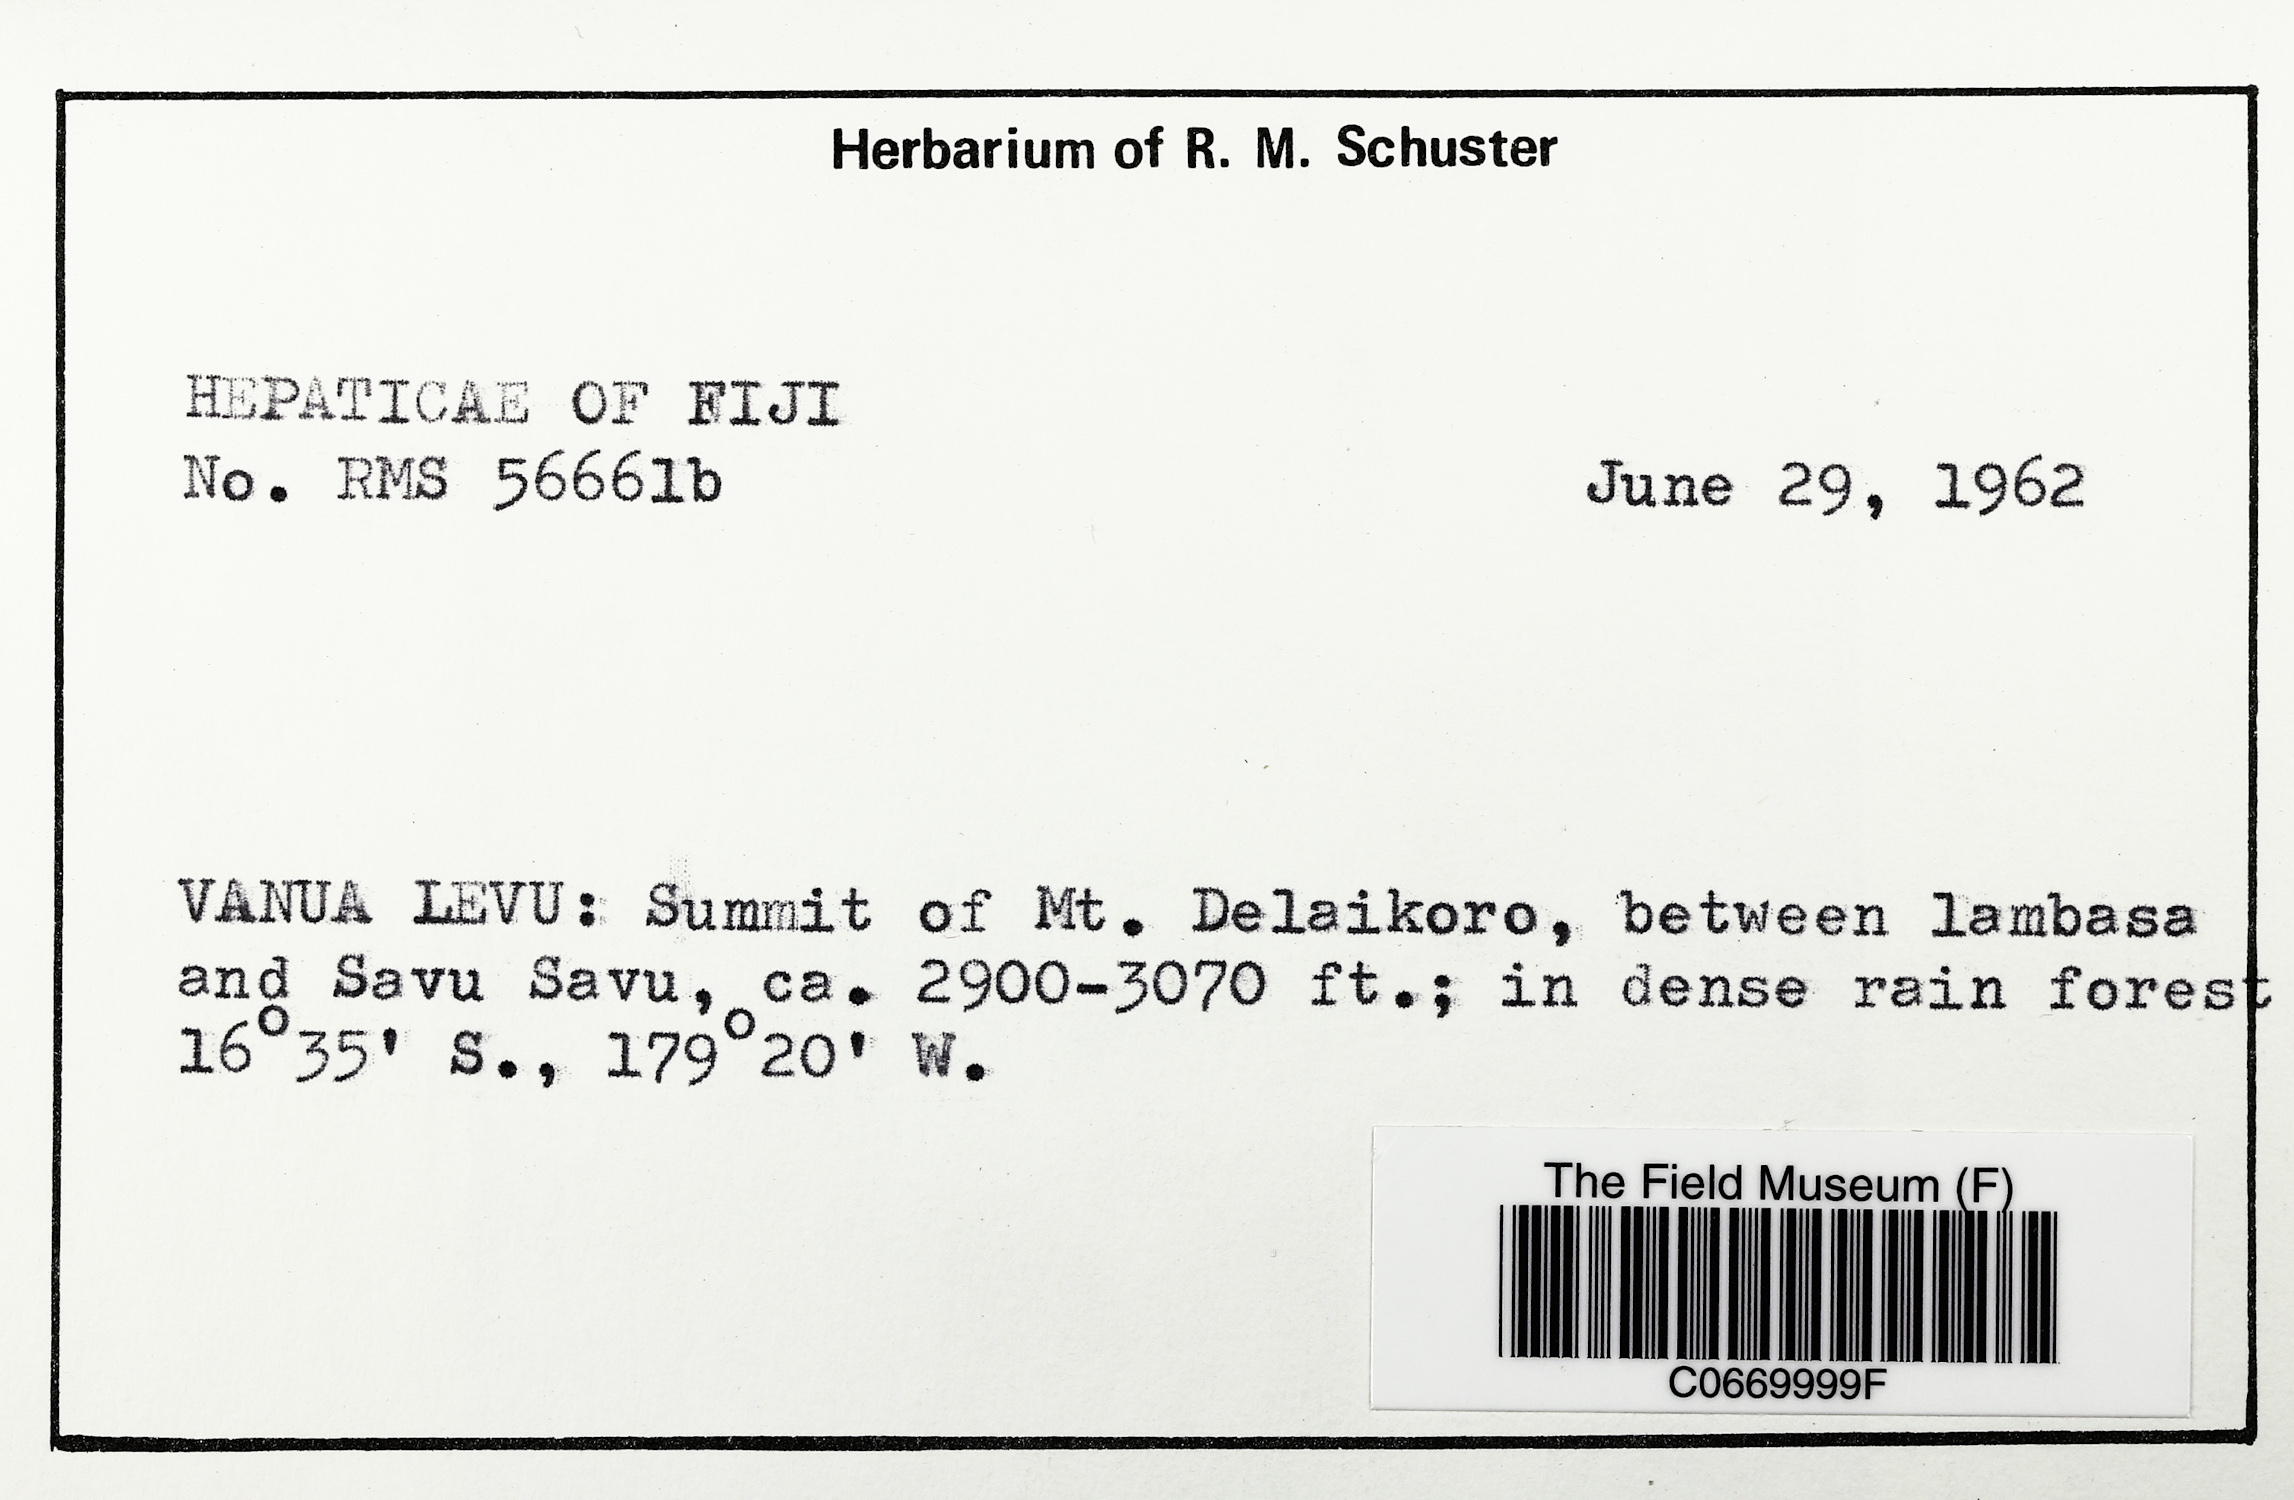 Herbarium of R. M. Schuster
HEPATICAE OF FIJI
No. RMS 56661b
June 29, 1962
VANUA LEVU: Summit of Mt. Delaikoro, between lambasa
and Savu Savu, ca. 2900-3070 ft.; in dense rain forest
16°35' S., 179°20' W.
The Field Museum (F)
C0669999F